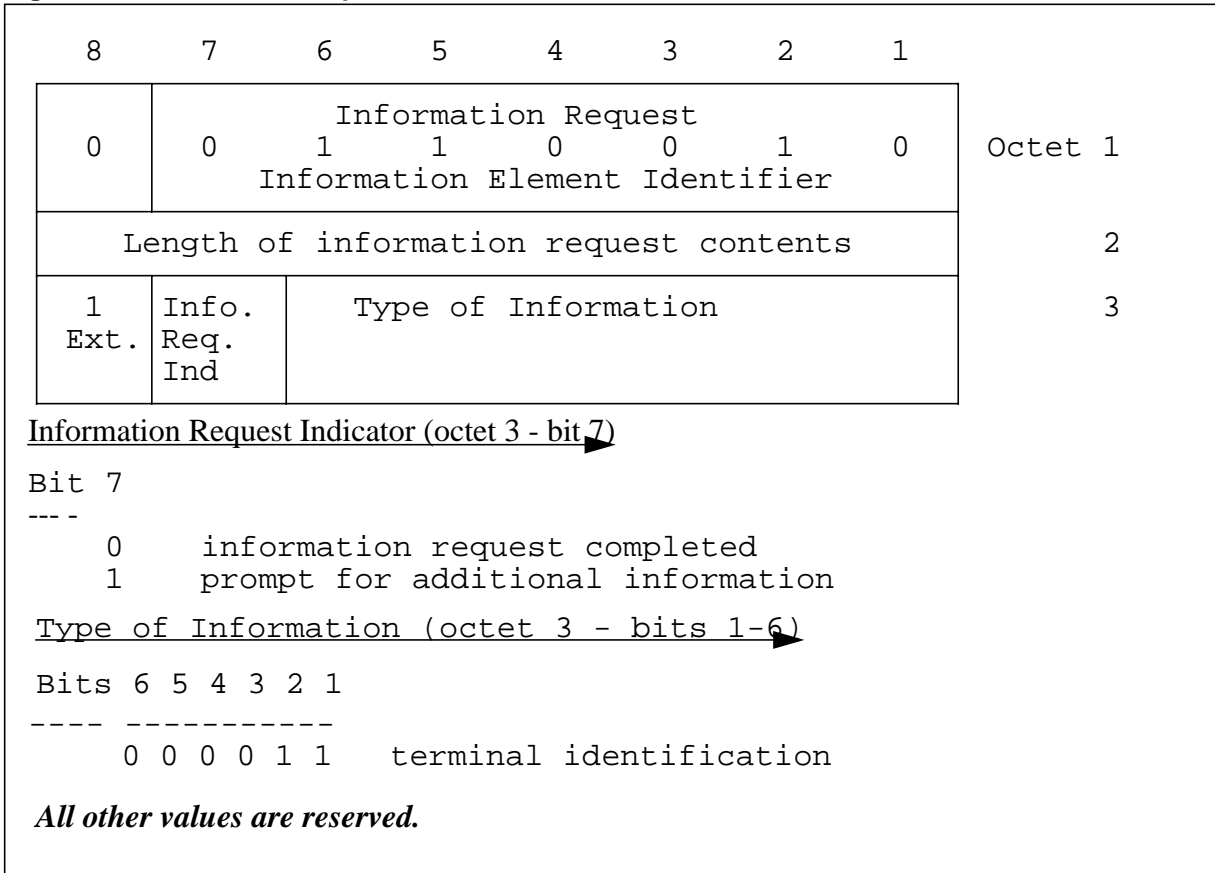 8 7 6 5 4 3 2 1
Information Request
0 0 1 1 0 0 1 0 Octet 1
Information Element Identifier
Length of information request contents 2
1 Info. Type of Information 3
Ext. Req.
Ind
Information Request Indicator (octet 3 - bit 7)
Bit 7
--- -
0 information request completed
1 prompt for additional information
Type of Information (octet 3 - bits 1-6)
Bits 6 5 4 3 2 1
---- -----------
0 0 0 0 1 1 terminal identification
All other values are reserved.